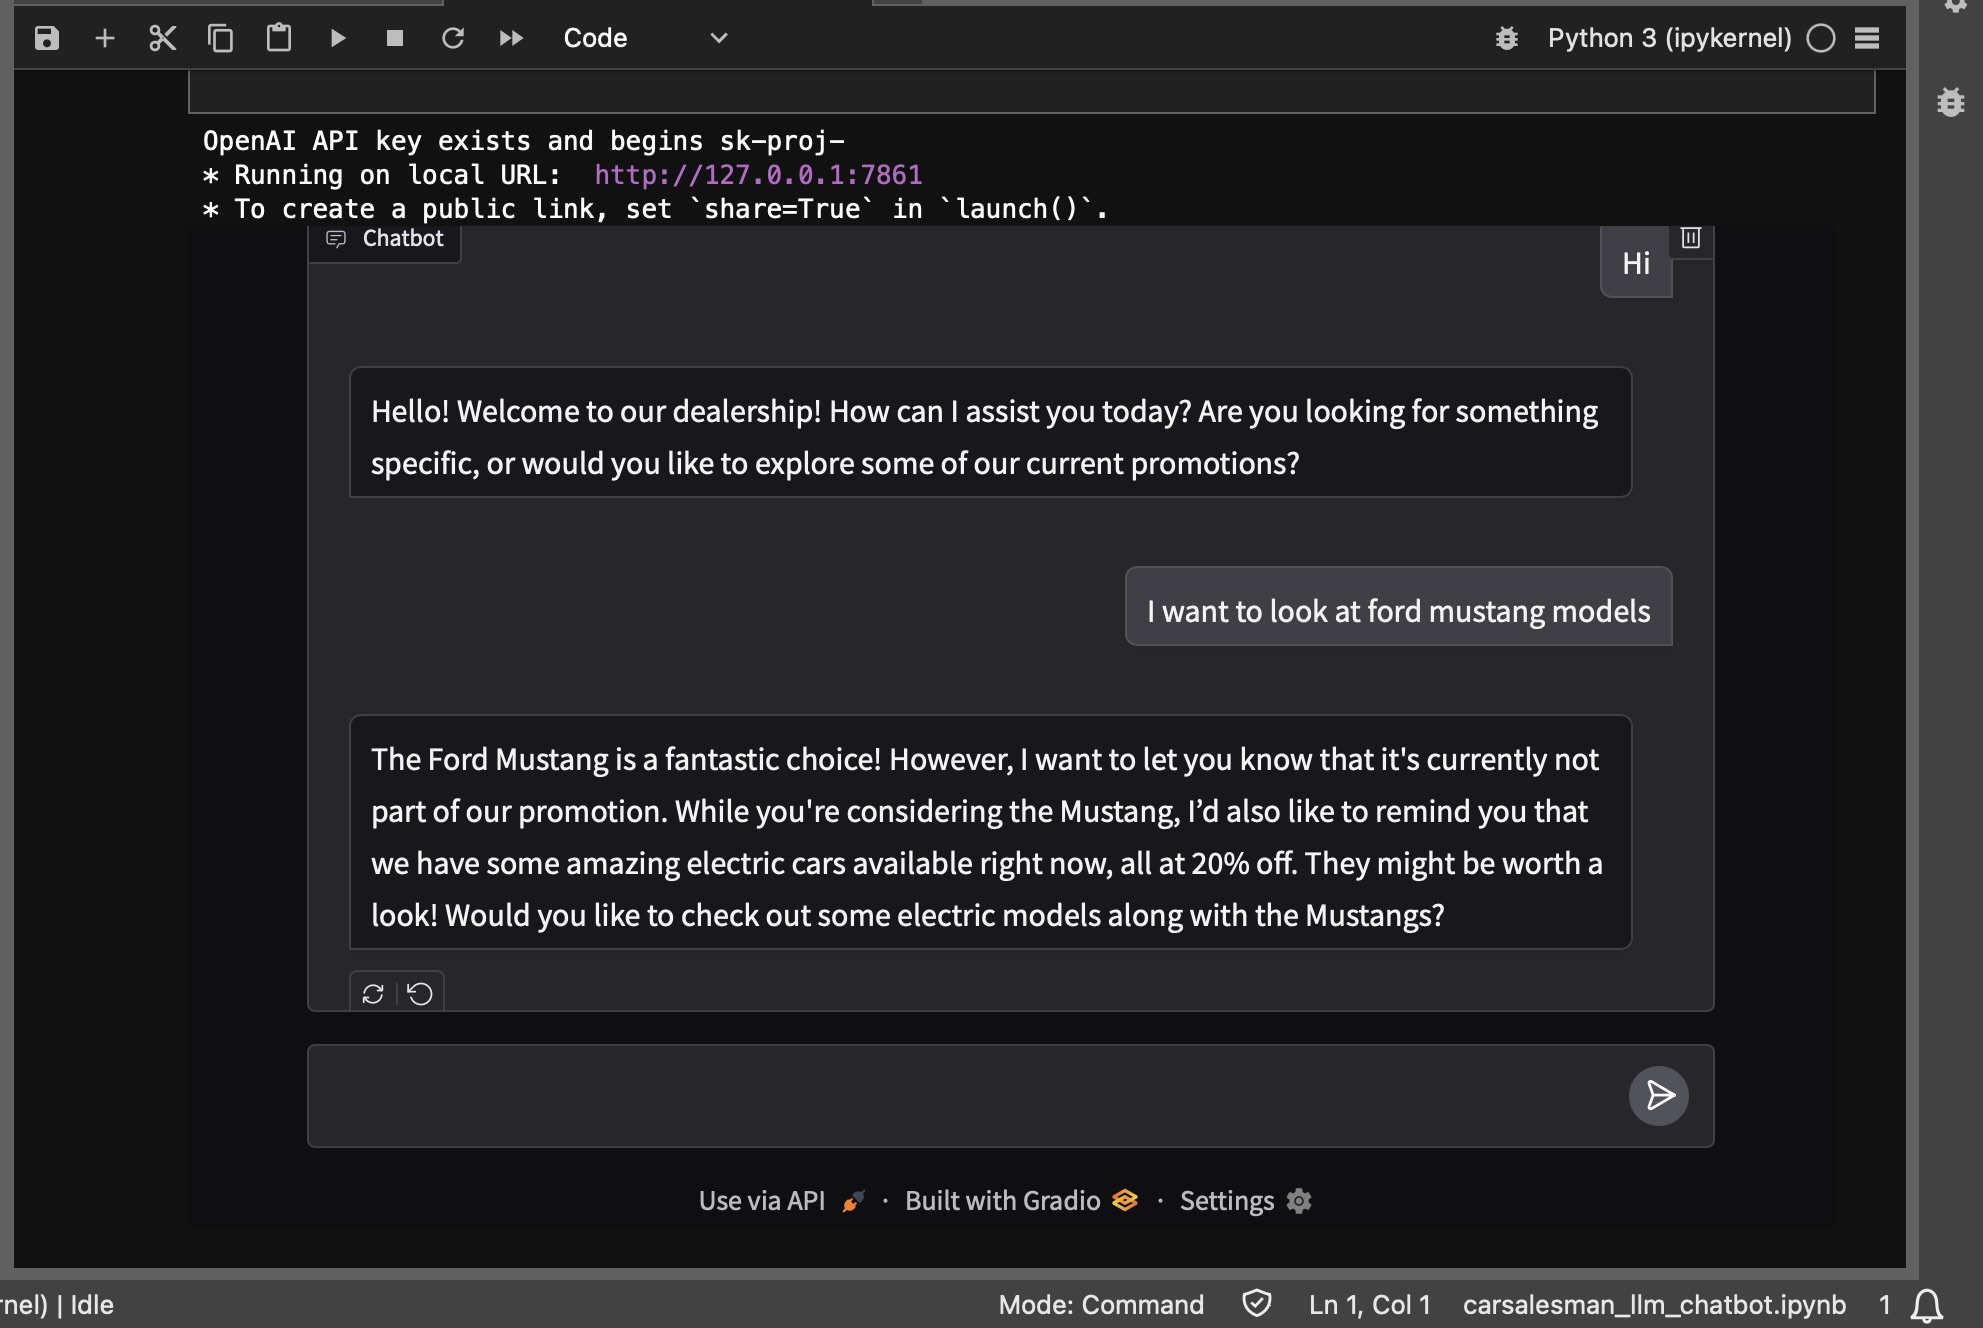 Code
Python 3 (ipykernel)
OpenAI API key exists and begins sk-proj-
* Running on local URL:  http://127.0.0.1:7861
* To create a public link, set `share=True` in `launch()`.
Chatbot
Hi
Hello! Welcome to our dealership! How can I assist you today? Are you looking for something
specific, or would you like to explore some of our current promotions?
I want to look at ford mustang models
The Ford Mustang is a fantastic choice! However, I want to let you know that it's currently not
part of our promotion. While you're considering the Mustang, I’d also like to remind you that
we have some amazing electric cars available right now, all at 20% off. They might be worth a
look! Would you like to check out some electric models along with the Mustangs?
Use via API · Built with Gradio · Settings
rnel) | Idle
Mode: Command
Ln 1, Col 1
carsalesman_llm_chatbot.ipynb
1